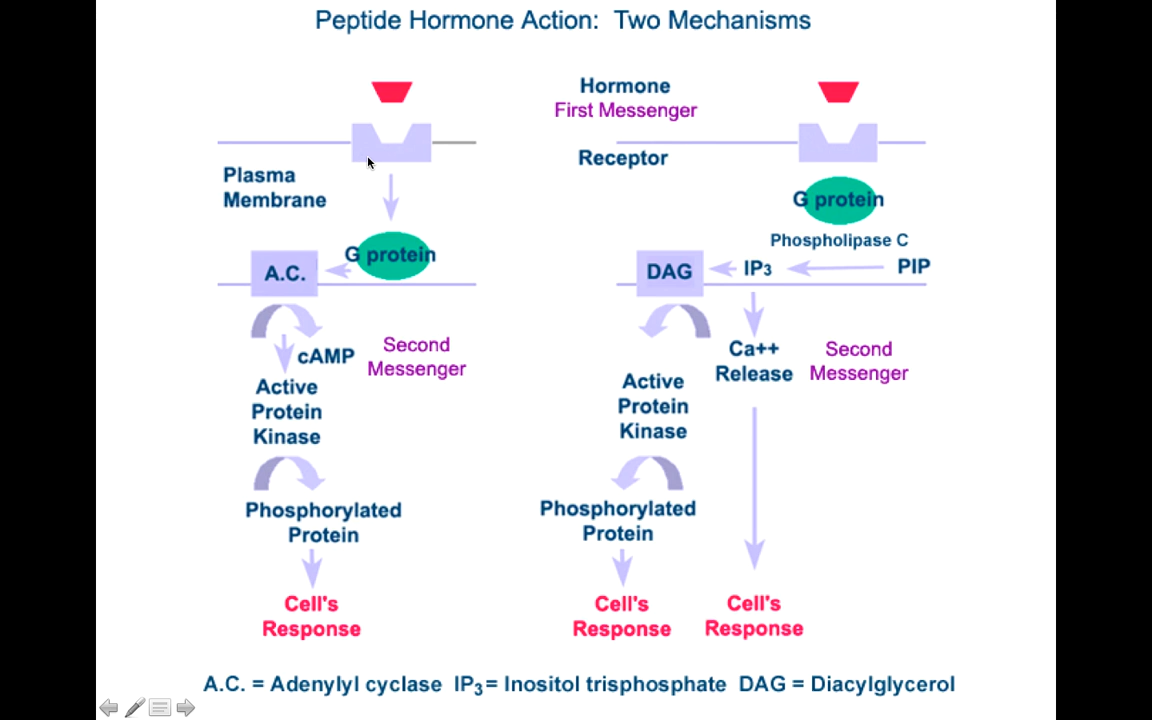 Peptide Hormone Action: Two Mechanisms
Hormone
First Messenger
Receptor
Plasma
Membrane
G protein
A.C.
cAMP
Second
Messenger
Active
Protein
Kinase
Phosphorylated
Protein
Cell's
Response
G protein
Phospholipase C
DAG
IP3
PIP
Ca++
Release
Second
Messenger
Active
Protein
Kinase
Phosphorylated
Protein
Cell's
Response
Cell's
Response
A.C. = Adenylyl cyclase IP3= Inositol trisphosphate DAG = Diacylglycerol